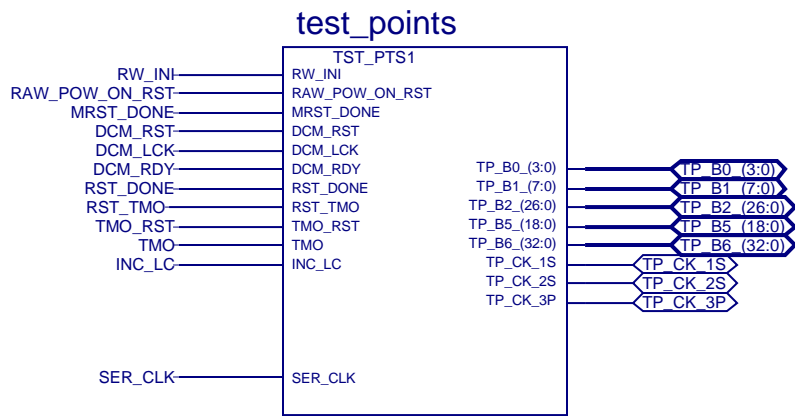 test_points
TST_PTS1
RW_INI RW_INI
RAW_POW_ON_RST RAW_POW_ON_RST
MRST_DONE MRST_DONE
DCM_RST DCM_RST
DCM_LCK DCM_LCK
DCM_RDY DCM_RDY TP_B0_(3:0) TP_B0_(3:0)
RST_DONE RST_DONE TP_B1_(7:0) TP_B1_(7:0)
RST_TMO RST_TMO TP_B2_(26:0) TP_B2_(26:0)
TMO_RST TMO_RST TP_B5_(18:0) TP_B5_(18:0)
TMO TMO TP_B6_(32:0) TP_B6_(32:0)
INC_LC INC_LC TP_CK_1S TP_CK_1S
TP_CK_2S TP_CK_2S
TP_CK_3P TP_CK_3P
SER_CLK SER_CLK